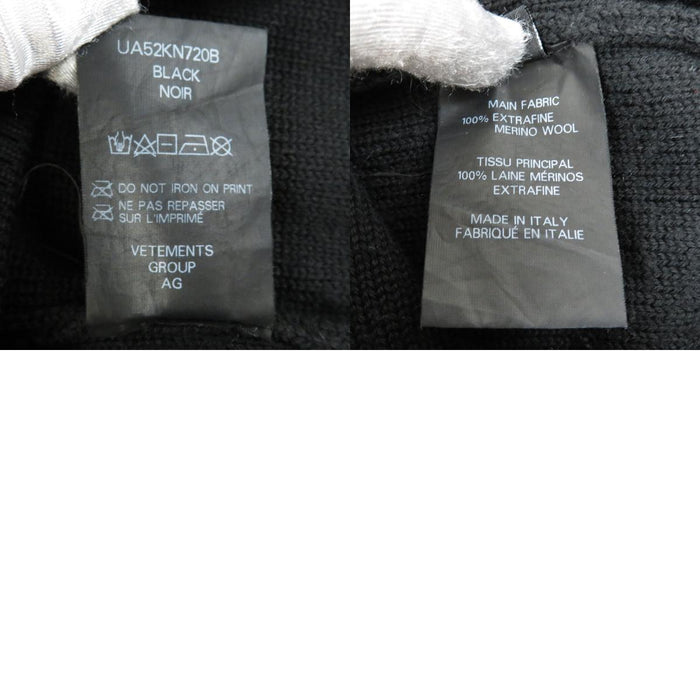 UA52KN720B
BLACK
NOIR
DO NOT IRON ON PRINT
NE PAS REPASSER
SUR L'IMPRIMÉ
VETEMENTS
GROUP
AG
MAIN FABRIC
100% EXTRAFINE
MERINO WOOL
TISSU PRINCIPAL
100% LAINE MÉRINOS
EXTRAFINE
MADE IN ITALY
FABRIQUÉ EN ITALIE